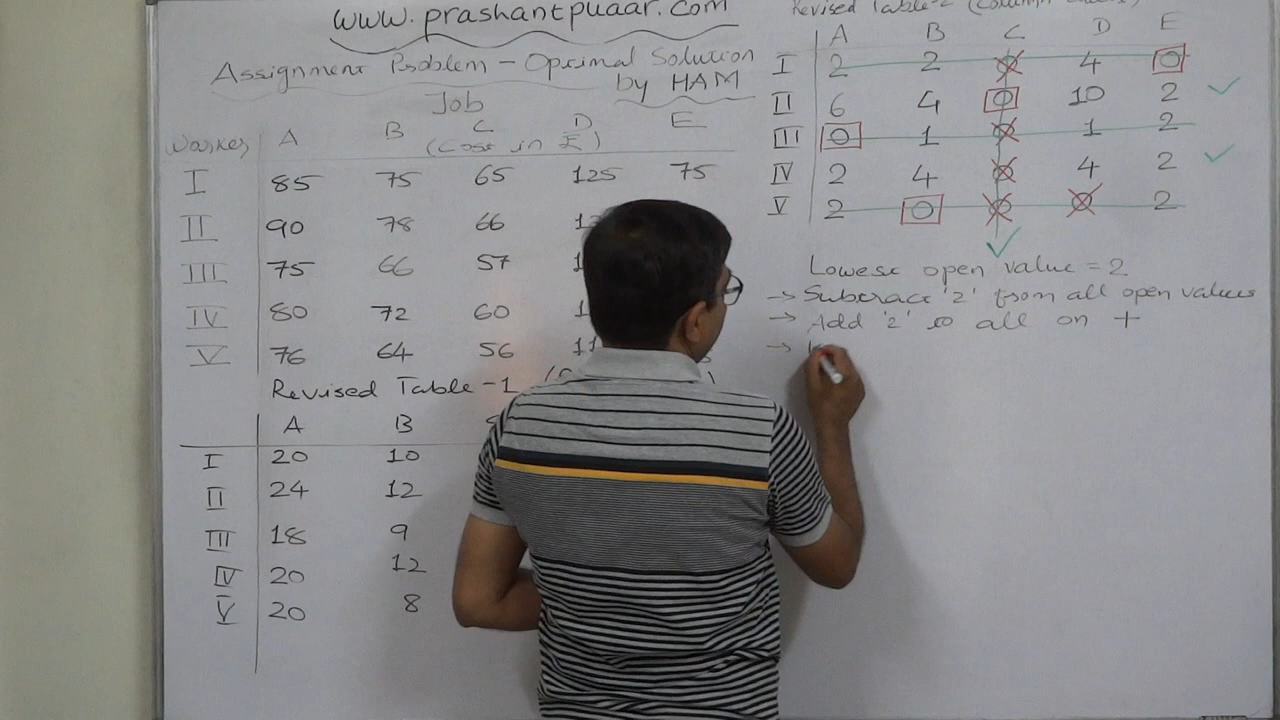 www.prashantpuaar.com
Assignment Problem - Optimal Solution
by HAM
Job
Worker A B C D E
(Cost in ₤)
I 85 75 65 125 75
II 90 78 66
III 75 66 57
IV 80 72 60
V 76 64 56
Revised Table-1
A B
I 20 10
II 24 12
III 18 9
IV 20 12
V 20 8
Revised Table-2
A B C D E
I 2 2 0 4 0
II 6 4 0 10 2 ✓
III 0 1 0 1 2
IV 2 4 0 4 2 ✓
V 2 0 0 0 2
✓
Lowest open value = 2
→ Subtract '2' from all open values
→ Add '2' to all on +
→